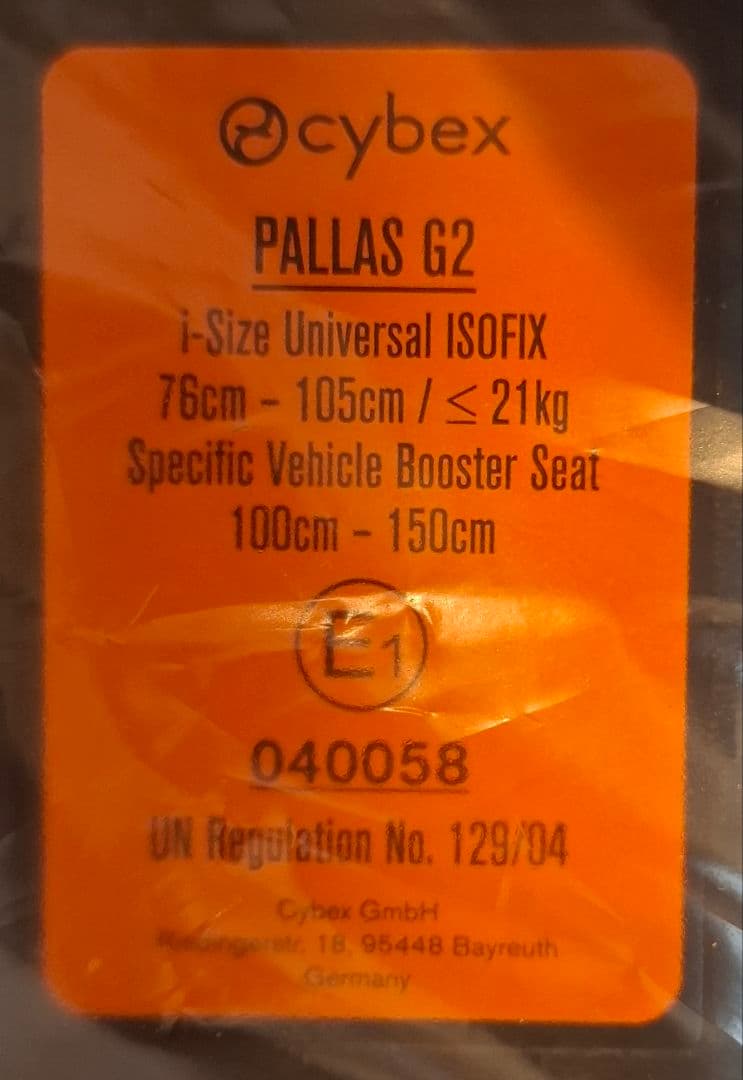 cybex
PALLAS G2
i-Size Universal ISOFIX
76cm – 105cm / ≤ 21kg
Specific Vehicle Booster Seat
100cm – 150cm
E1
040058
UN Regulation No. 129/04
Cybex GmbH
Riedingerstr. 18, 95448 Bayreuth
Germany